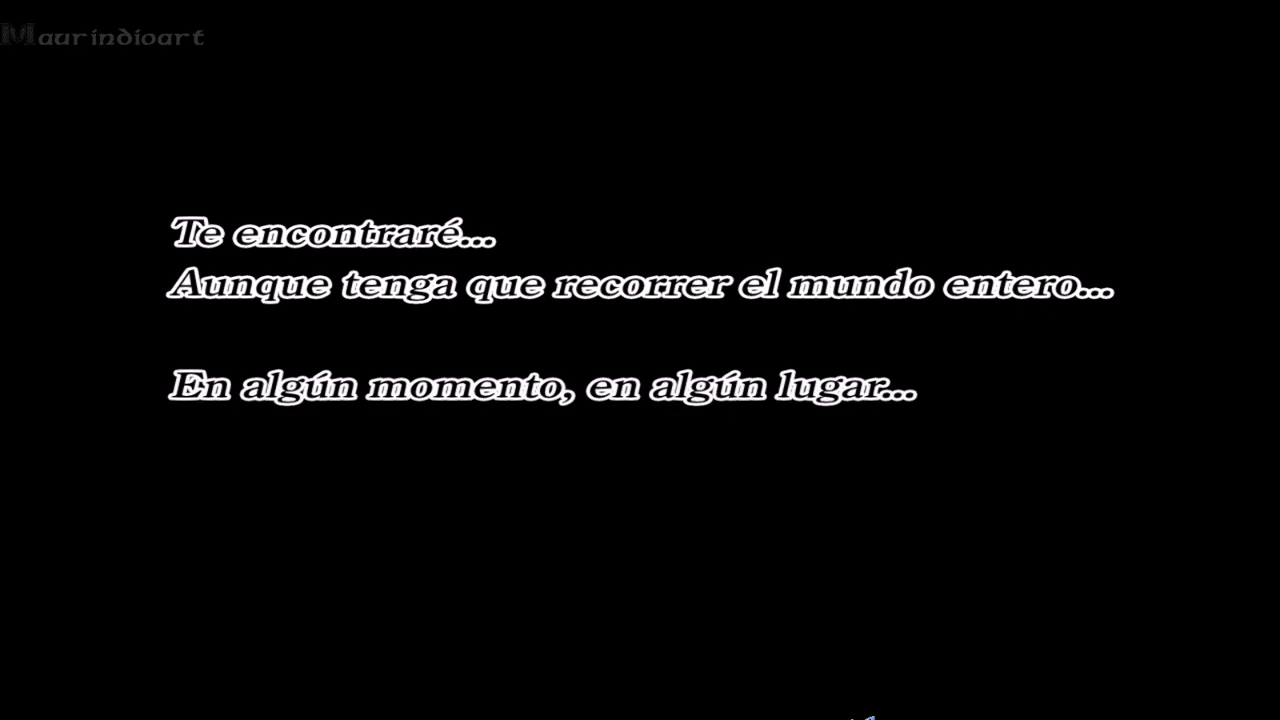 Maurindioart
Te encontraré...
Aunque tenga que recorrer el mundo entero...
En algún momento, en algún lugar...